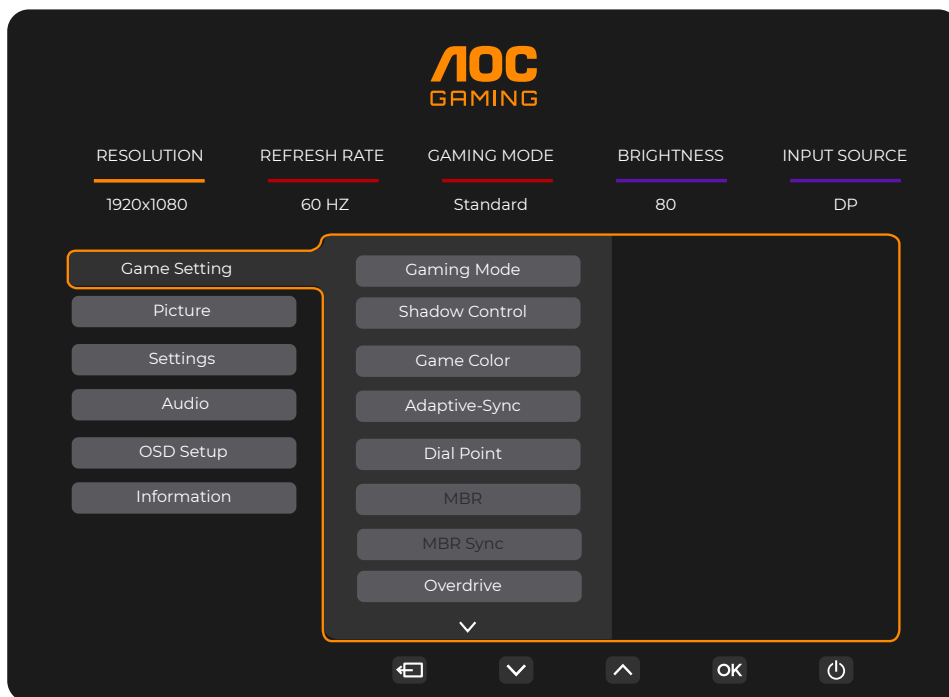 AOC
GAMING
RESOLUTION REFRESH RATE GAMING MODE BRIGHTNESS INPUT SOURCE
1920x1080 60 HZ Standard 80 DP
Game Setting
Picture
Settings
Audio
OSD Setup
Information
Gaming Mode
Shadow Control
Game Color
Adaptive-Sync
Dial Point
MBR
MBR Sync
Overdrive
OK